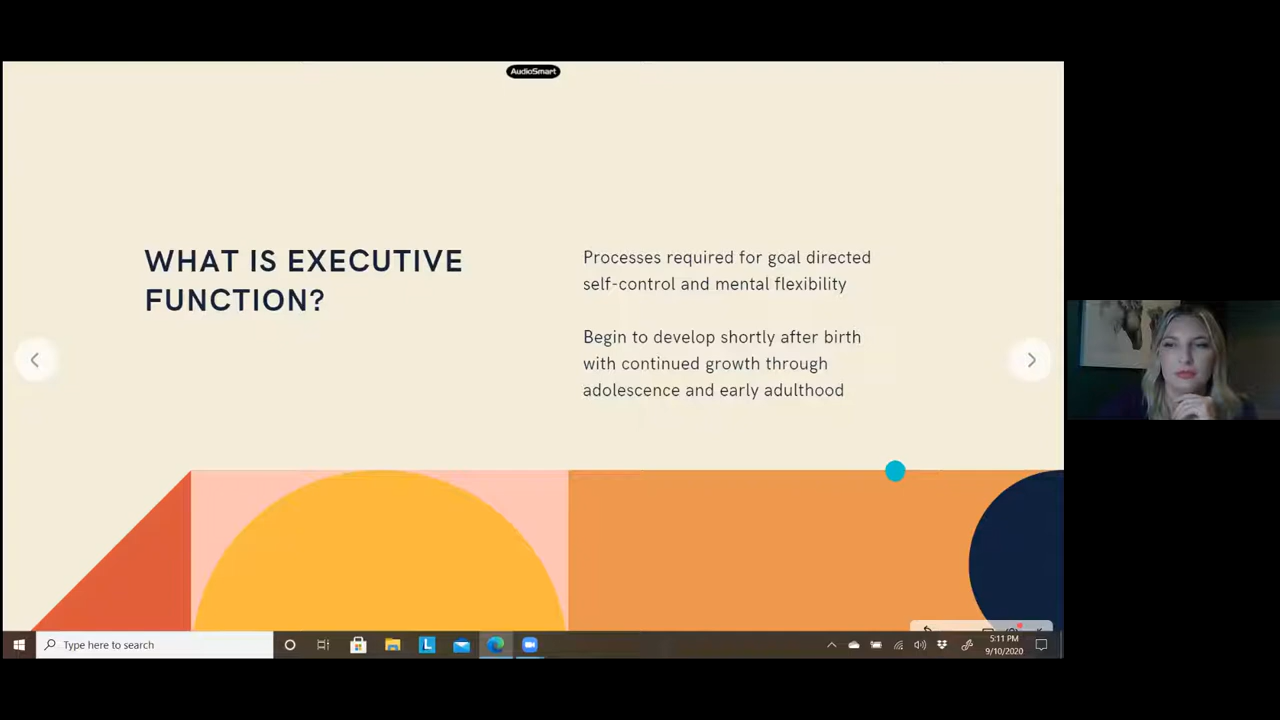 AudioSmart
WHAT IS EXECUTIVE
FUNCTION?
Processes required for goal directed
self-control and mental flexibility
Begin to develop shortly after birth
with continued growth through
adolescence and early adulthood
Type here to search
L
5:11 PM
9/10/2020